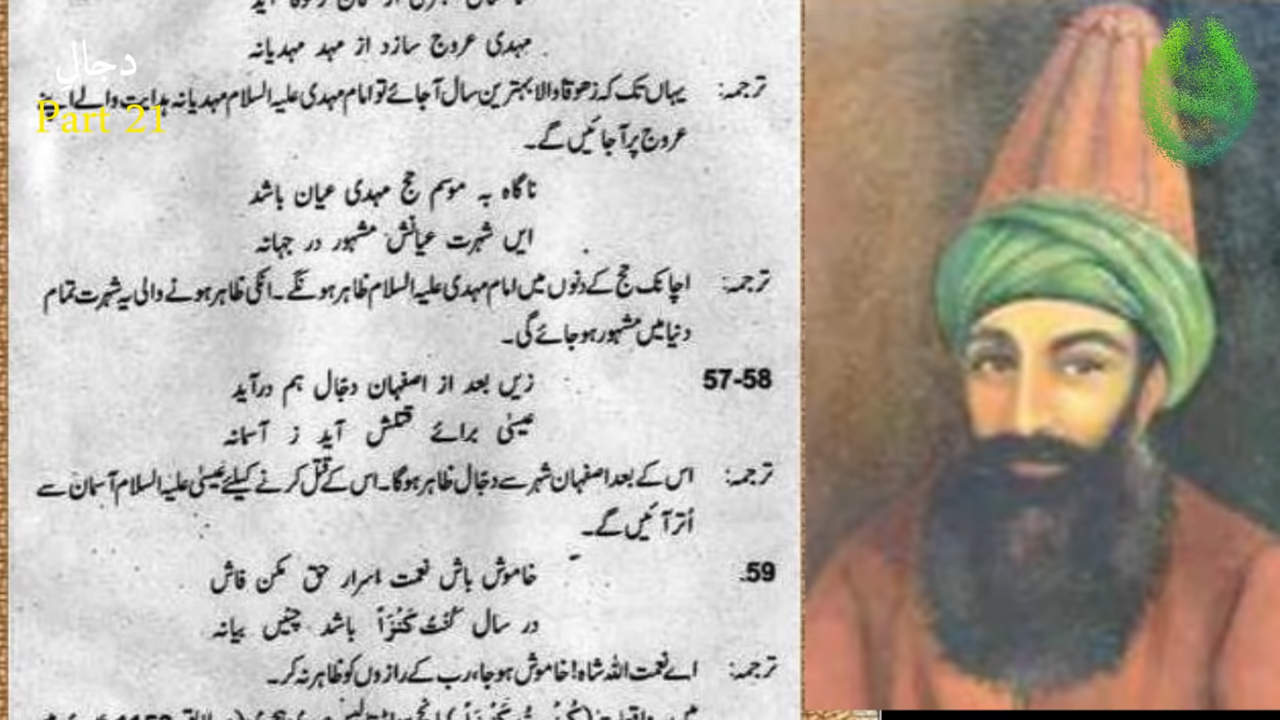 مہدی عروج سازد از مہد مہدیانہ
دجال
Part 21
ترجمہ: یہاں تک کہ زھوقا والا بہترین سال آجائے تو امام مہدی علیہ السلام مہدیانہ ہدایت والے
عروج پر آجائیں گے۔
ناگاہ بہ موسم حج مہدی عیاں باشد
ایں شہرت عیانش مشہور در جہانہ
ترجمہ: اچانک حج کے دنوں میں امام مہدی علیہ السلام ظاہر ہونگے۔ انکی ظاہر ہونے والی یہ شہرت تمام
دنیا میں مشہور ہوجائے گی۔
57-58 زیں بعد از اصفہان دجّال ہم درآید
عیسیٰ برائے قتلش آید ز آسمانہ
ترجمہ: اس کے بعد اصفہان شہر سے دجّال ظاہر ہوگا۔ اس کے قتل کرنے کیلئے عیسیٰ علیہ السلام آسمان سے
اُتر آئیں گے۔
59. خاموش باش نعمت اسرار حق مکن فاش
در سال کُنْتُ کَنْزاً باشد چنیں بیانہ
ترجمہ: اے نعمت اللہ شاہ! خاموش ہوجا، رب کے رازوں کو ظاہر نہ کر۔